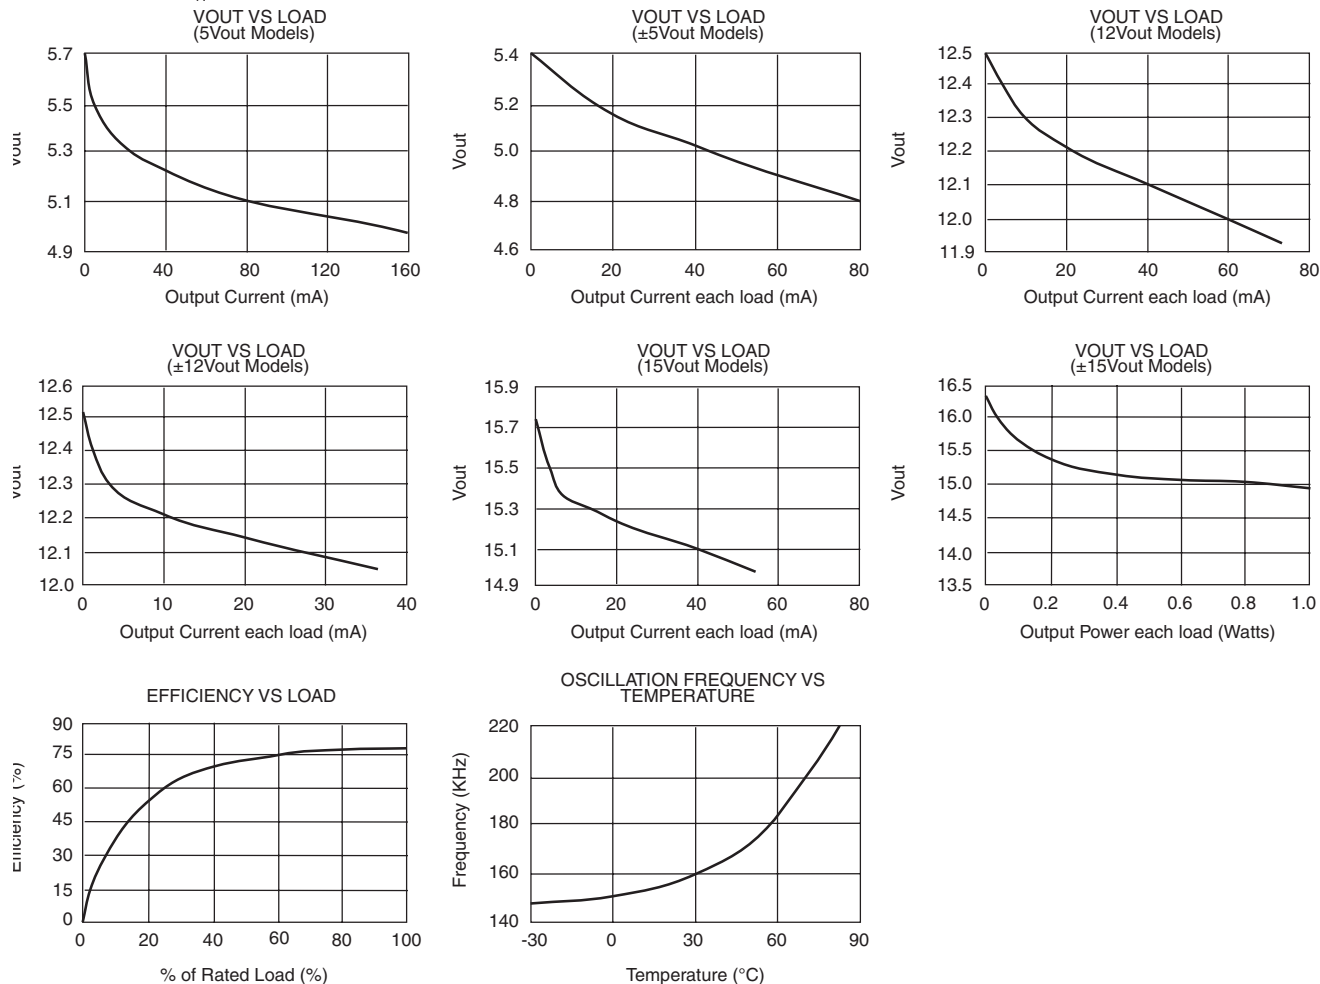 VOUT VS LOAD
(5Vout Models)
5.7
5.5
5.3
5.1
4.9
Vout
0 40 80 120 160
Output Current (mA)
VOUT VS LOAD
(±5Vout Models)
5.4
5.2
5.0
4.8
4.6
Vout
0 20 40 60 80
Output Current each load (mA)
VOUT VS LOAD
(12Vout Models)
12.5
12.4
12.3
12.2
12.1
12.0
11.9
Vout
0 20 40 60 80
Output Current each load (mA)
VOUT VS LOAD
(±12Vout Models)
12.6
12.5
12.4
12.3
12.2
12.1
12.0
Vout
0 10 20 30 40
Output Current each load (mA)
VOUT VS LOAD
(15Vout Models)
15.9
15.7
15.5
15.3
15.1
14.9
Vout
0 20 40 60 80
Output Current each load (mA)
VOUT VS LOAD
(±15Vout Models)
16.5
16.0
15.5
15.0
14.5
14.0
13.5
Vout
0 0.2 0.4 0.6 0.8 1.0
Output Power each load (Watts)
EFFICIENCY VS LOAD
90
75
60
45
30
15
0
Efficiency (%)
0 20 40 60 80 100
% of Rated Load (%)
OSCILLATION FREQUENCY VS
TEMPERATURE
220
200
180
160
140
Frequency (KHz)
-30 0 30 60 90
Temperature (°C)